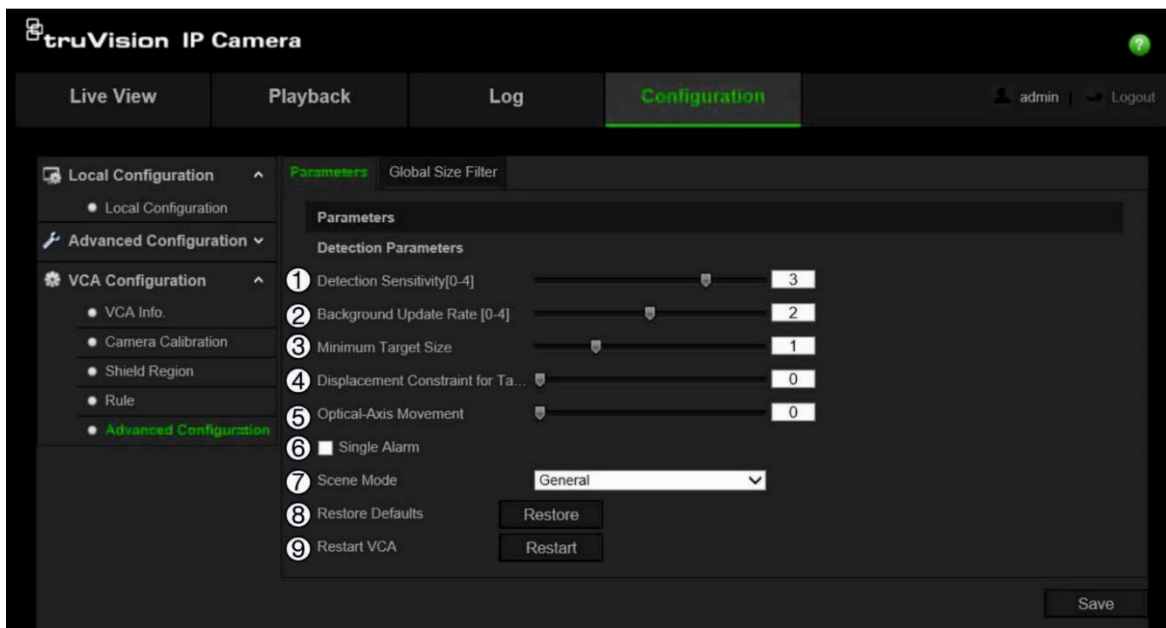 truVision IP Camera
?
Live View Playback Log Configuration admin | Logout
Local Configuration
Local Configuration
Advanced Configuration
VCA Configuration
VCA Info.
Camera Calibration
Shield Region
Rule
Advanced Configuration
Parameters Global Size Filter
Parameters
Detection Parameters
1 Detection Sensitivity[0-4] 3
2 Background Update Rate [0-4] 2
3 Minimum Target Size 1
4 Displacement Constraint for Ta... 0
5 Optical-Axis Movement 0
6 Single Alarm
7 Scene Mode General
8 Restore Defaults Restore
9 Restart VCA Restart
Save